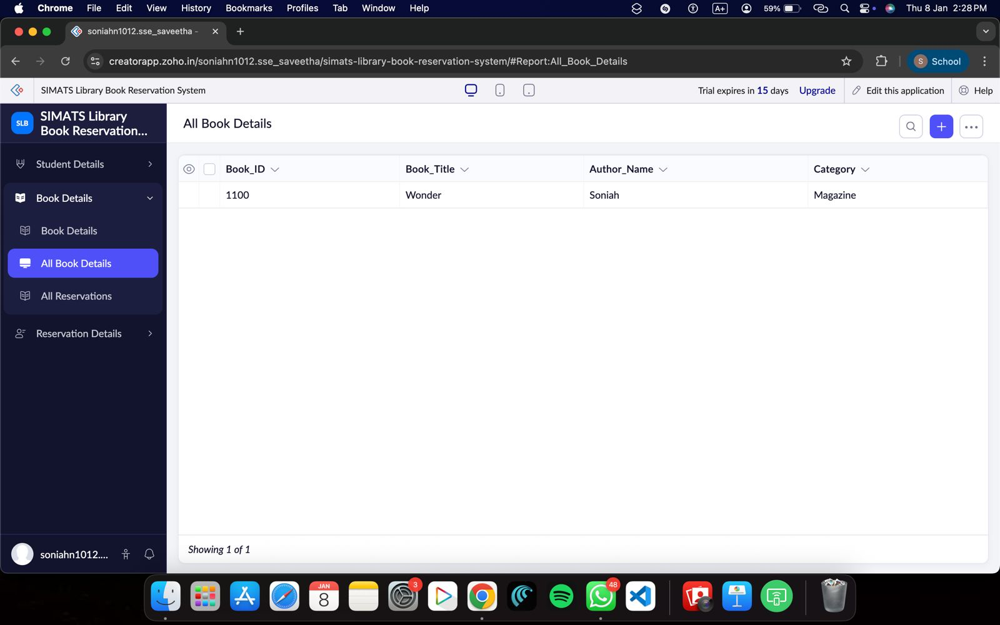 Chrome File Edit View History Bookmarks Profiles Tab Window Help A+ 59% Thu 8 Jan 2:28 PM
soniahn1012.sse_saveetha -
creatorapp.zoho.in/soniahn1012.sse_saveetha/simats-library-book-reservation-system/#Report:All_Book_Details
S School
SIMATS Library Book Reservation System
Trial expires in 15 days Upgrade Edit this application Help
SLB
SIMATS Library
Book Reservation...
Student Details
Book Details
Book Details
All Book Details
All Reservations
Reservation Details
soniahn1012....
All Book Details
Book_ID Book_Title Author_Name Category
1100 Wonder Soniah Magazine
Showing 1 of 1
JAN
8
3
48